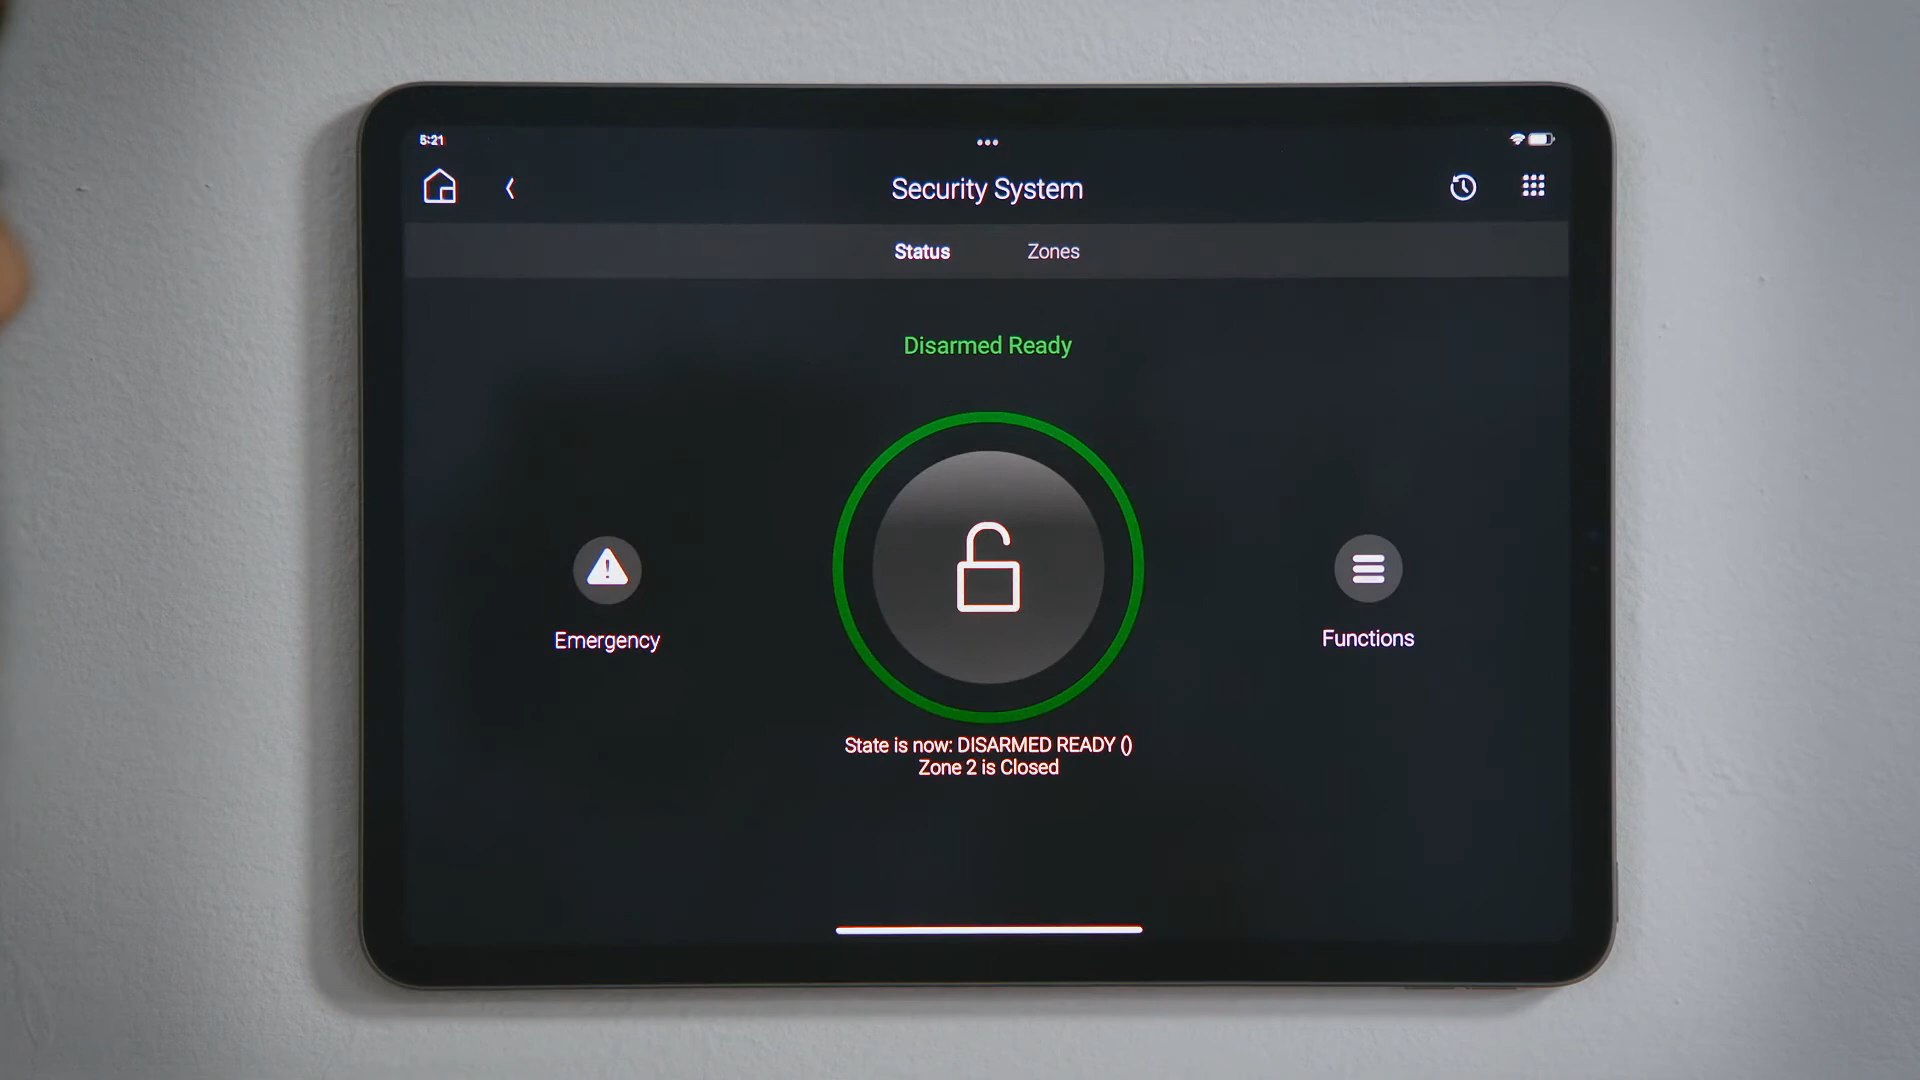 5:21
Security System
Status
Zones
Disarmed Ready
Emergency
Functions
State is now: DISARMED READY ()
Zone 2 is Closed